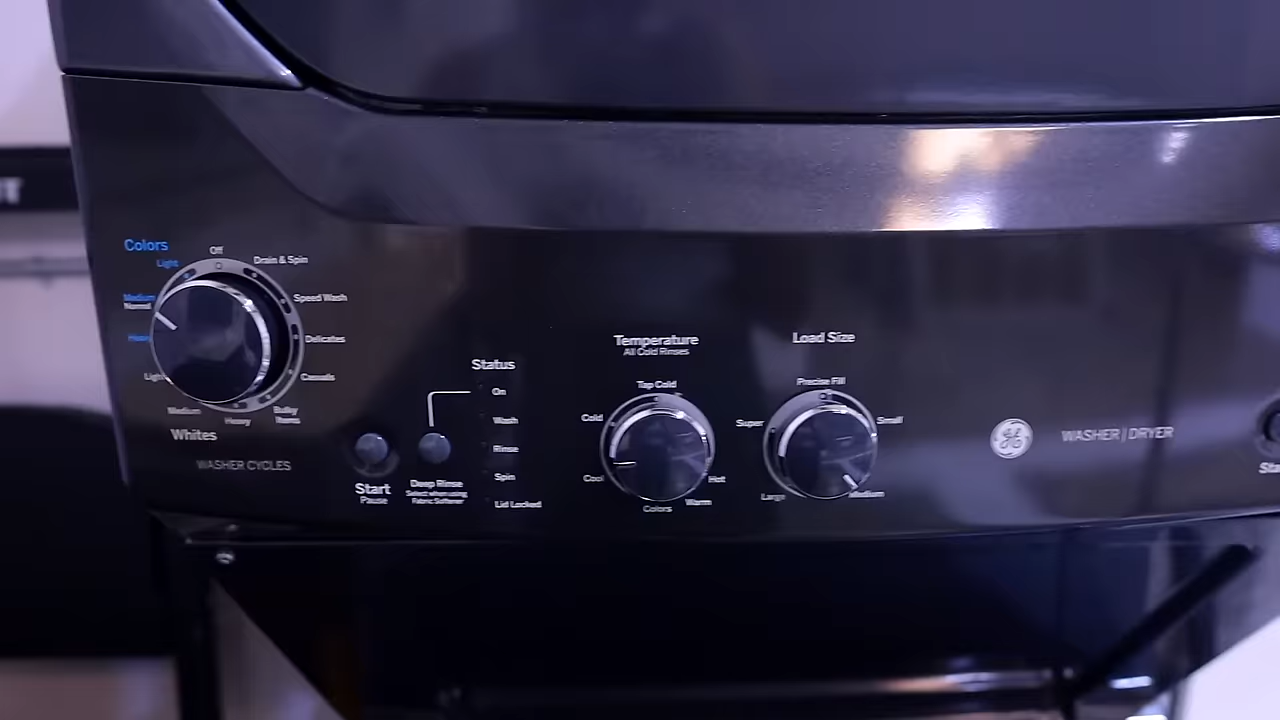 Colors
Off
Light
Drain & Spin
Medium
Normal
Speed Wash
Heavy
Delicates
Light
Casuals
Medium
Heavy
Bulky
Items
Whites
WASHER CYCLES
Start
Pause
Deep Rinse
Select when using
Fabric Softener
Status
On
Wash
Rinse
Spin
Lid Locked
Temperature
All Cold Rinses
Tap Cold
Cold
Cool
Hot
Warm
Colors
Load Size
Precise Fill
Super
Small
Large
Medium
GE
WASHER / DRYER